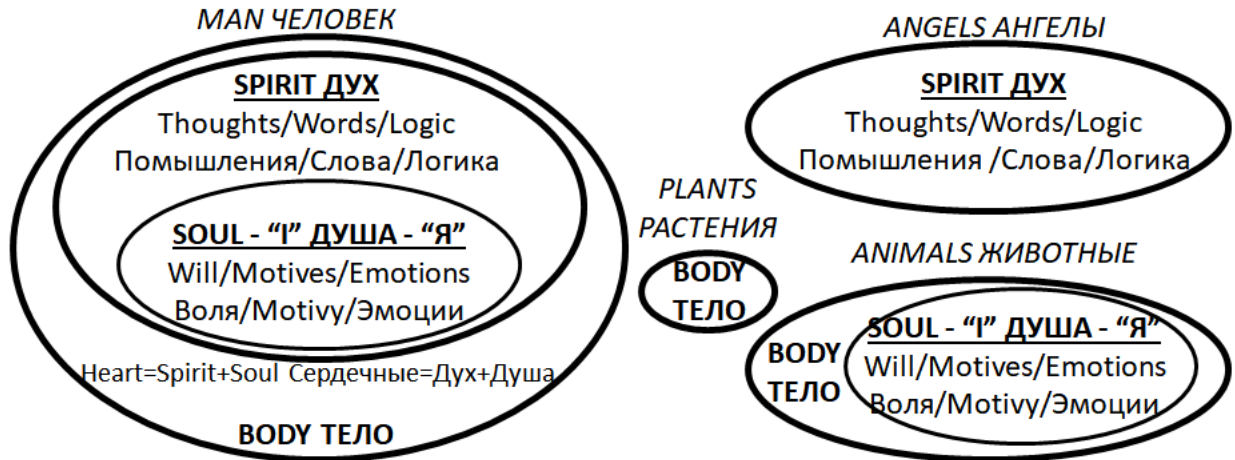 MAN ЧЕЛОВЕК
SPIRIT ДУХ
Thoughts/Words/Logic
Помышления/Слова/Логика
SOUL - “I” ДУША - “Я”
Will/Motives/Emotions
Воля/Motivy/Эмоции
Heart=Spirit+Soul Сердечные=Дух+Душа
BODY ТЕЛО
PLANTS
РАСТЕНИЯ
BODY
ТЕЛО
ANGELS АНГЕЛЫ
SPIRIT ДУХ
Thoughts/Words/Logic
Помышления /Слова/Логика
ANIMALS ЖИВОТНЫЕ
BODY
ТЕЛО
SOUL - “I” ДУША - “Я”
Will/Motives/Emotions
Воля/Motivy/Эмоции